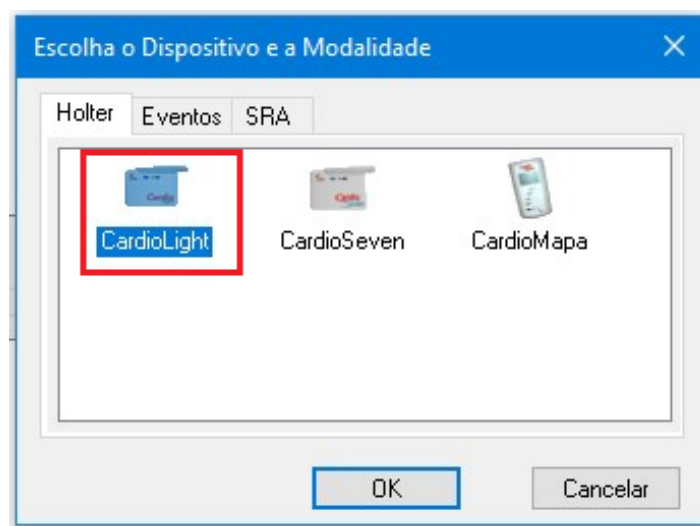 Escolha o Dispositivo e a Modalidade
Holter Eventos SRA
CardioLight CardioSeven CardioMapa
OK Cancelar